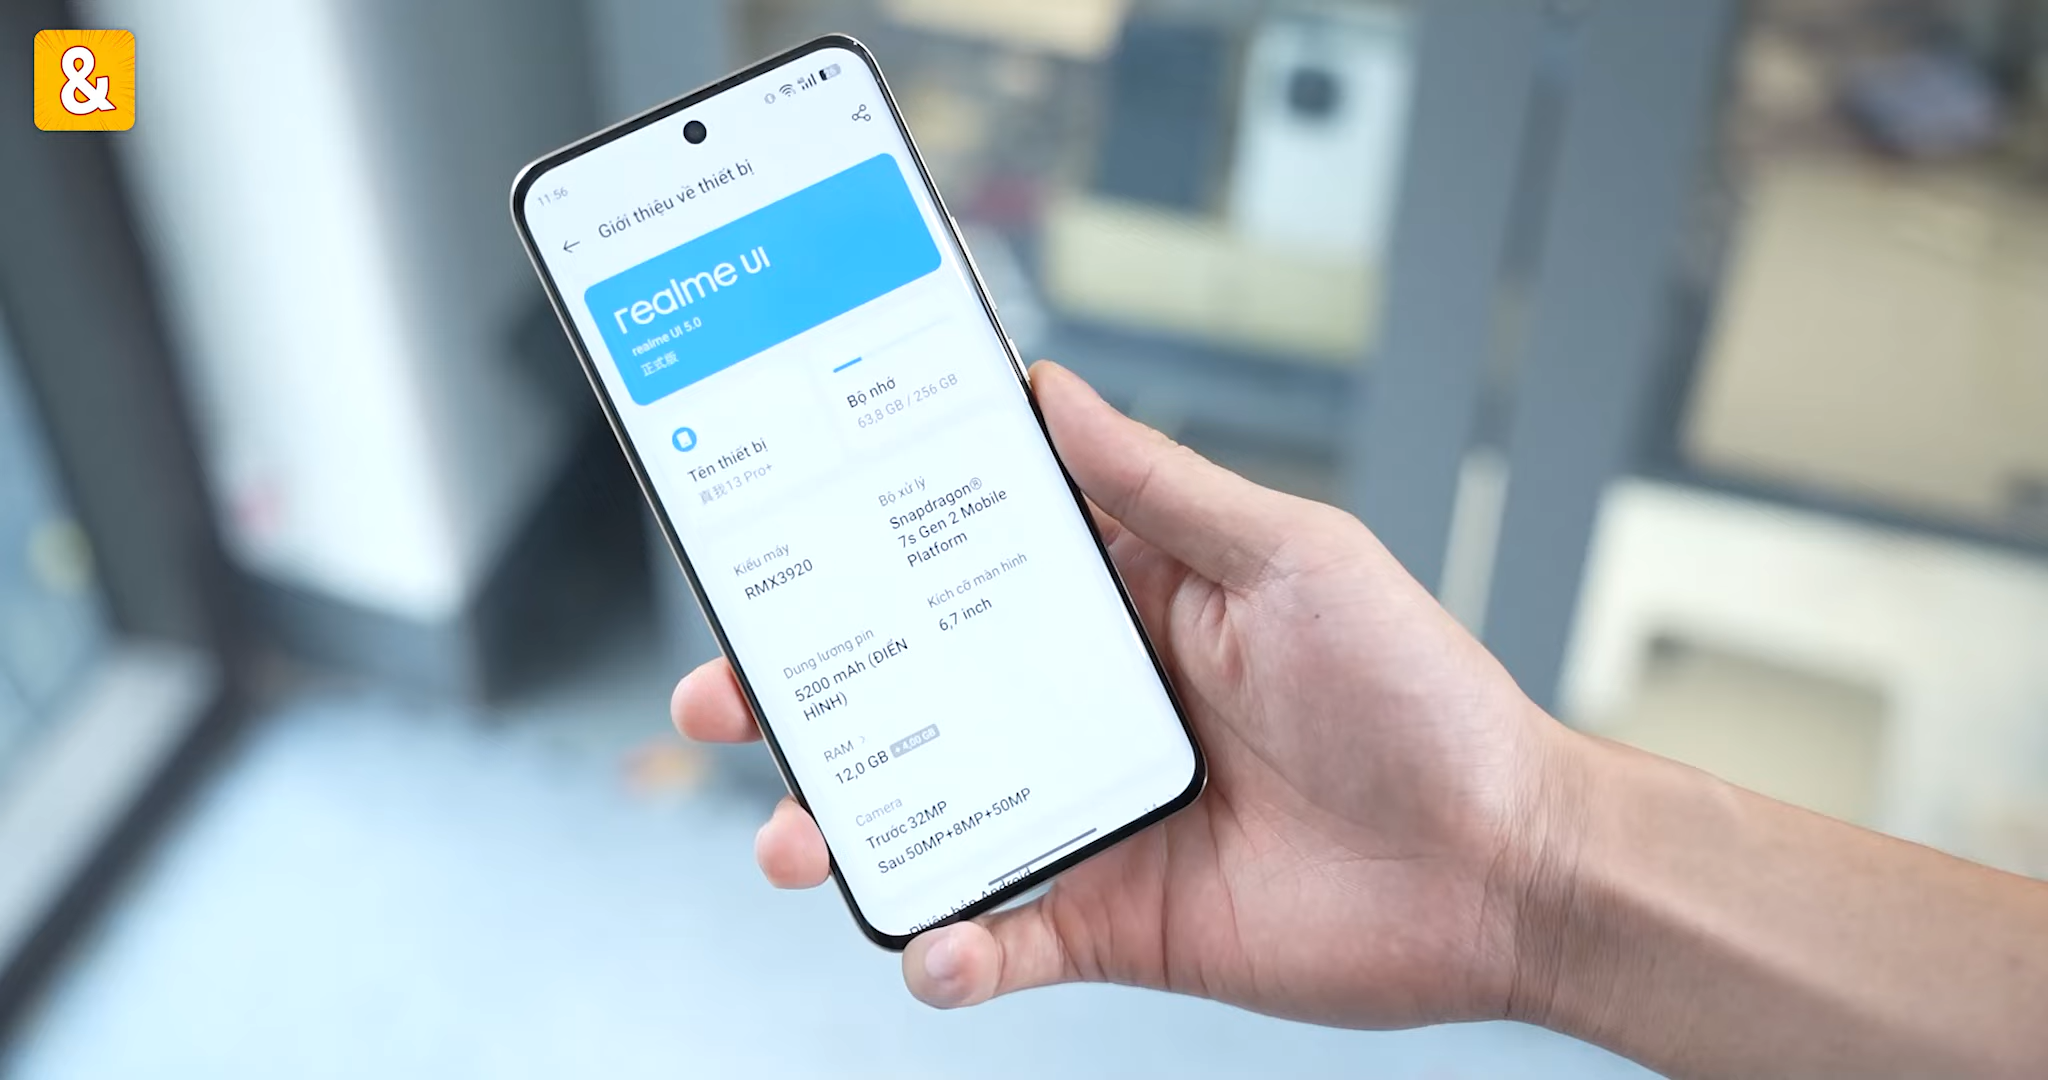 &
11:56
Giới thiệu về thiết bị
realme UI
realme UI 5.0
正式版
Bộ nhớ
63,8 GB / 256 GB
Tên thiết bị
真我13 Pro+
Bộ xử lý
Snapdragon®
7s Gen 2 Mobile
Platform
Kiểu máy
RMX3920
Kích cỡ màn hình
6,7 inch
Dung lượng pin
5200 mAh (ĐIỂN
HÌNH)
RAM
12,0 GB + 4,00 GB
Camera
Trước 32MP
Sau 50MP+8MP+50MP
Phiên bản Android